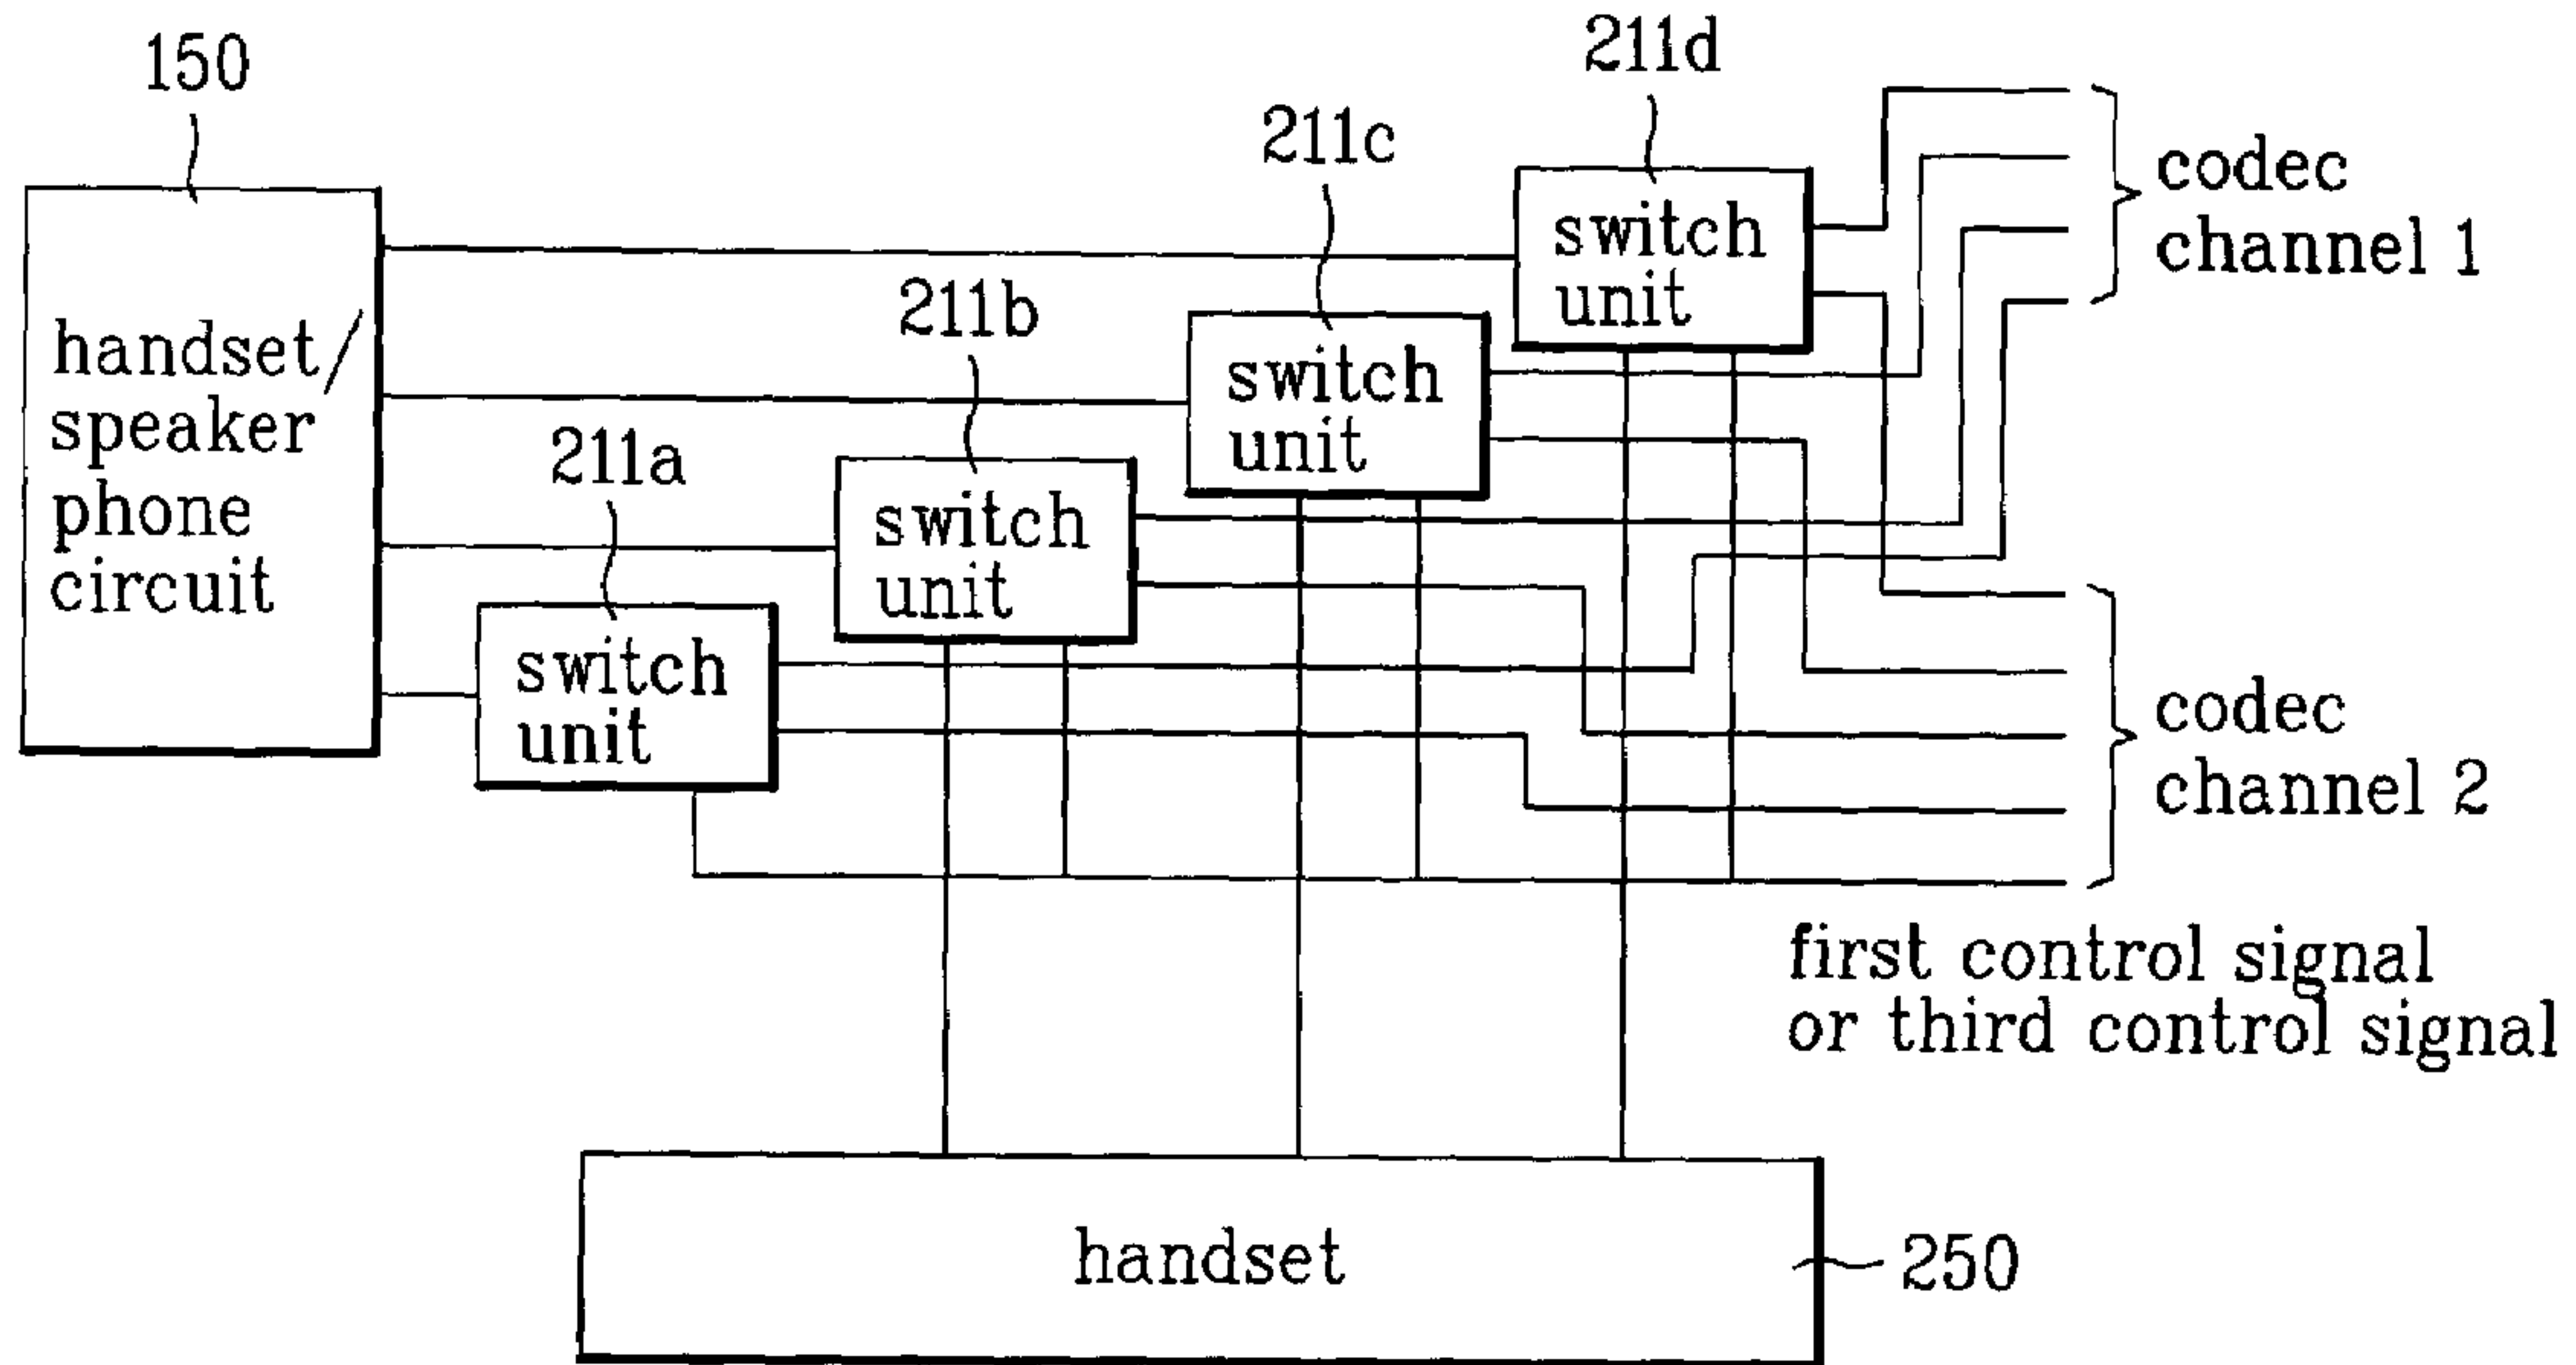 150
211d
211c
211b
211a
handset/
speaker
phone
circuit
switch
unit
switch
unit
switch
unit
switch
unit
codec
channel 1
codec
channel 2
first control signal
or third control signal
handset
250